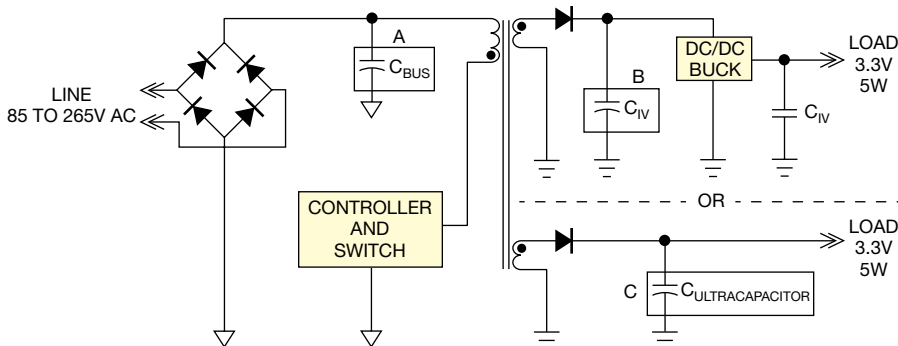 LINE
85 TO 265V AC
A
C_BUS
CONTROLLER
AND
SWITCH
B
C_IV
DC/DC
BUCK
C_IV
LOAD
3.3V
5W
OR
C
C_ULTRACAPACITOR
LOAD
3.3V
5W